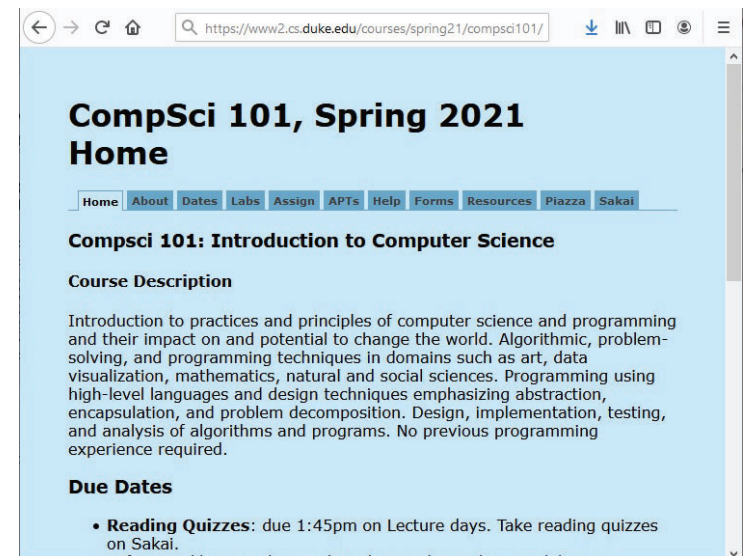 https://www2.cs.duke.edu/courses/spring21/compsci101/
CompSci 101, Spring 2021
Home
Home About Dates Labs Assign APTs Help Forms Resources Piazza Sakai
Compsci 101: Introduction to Computer Science
Course Description
Introduction to practices and principles of computer science and programming
and their impact on and potential to change the world. Algorithmic, problem-
solving, and programming techniques in domains such as art, data
visualization, mathematics, natural and social sciences. Programming using
high-level languages and design techniques emphasizing abstraction,
encapsulation, and problem decomposition. Design, implementation, testing,
and analysis of algorithms and programs. No previous programming
experience required.
Due Dates
• Reading Quizzes: due 1:45pm on Lecture days. Take reading quizzes
on Sakai.